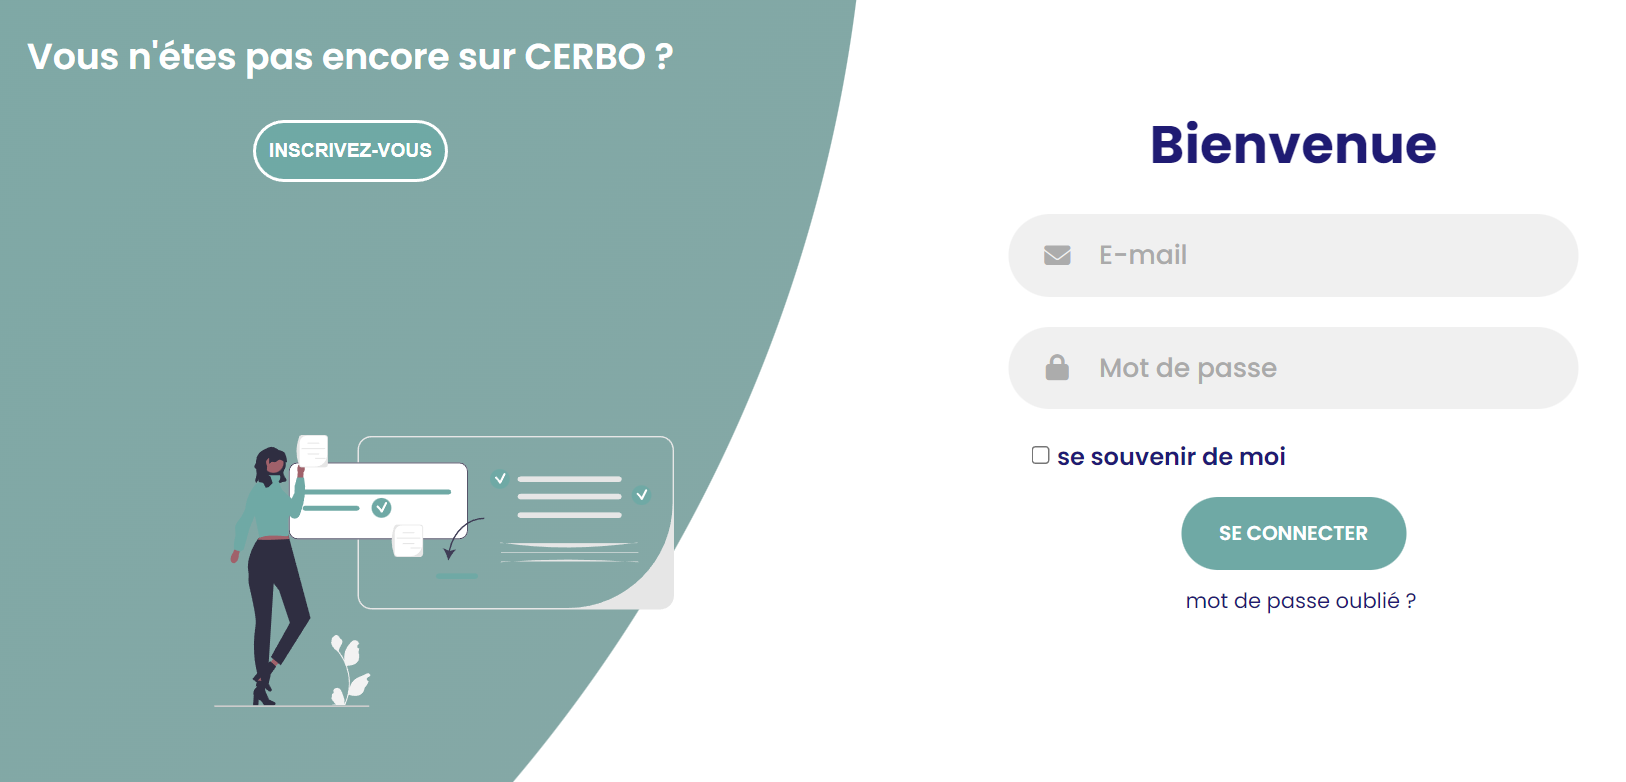 Vous n'étes pas encore sur CERBO ?
INSCRIVEZ-VOUS
Bienvenue
E-mail
Mot de passe
se souvenir de moi
SE CONNECTER
mot de passe oublié ?